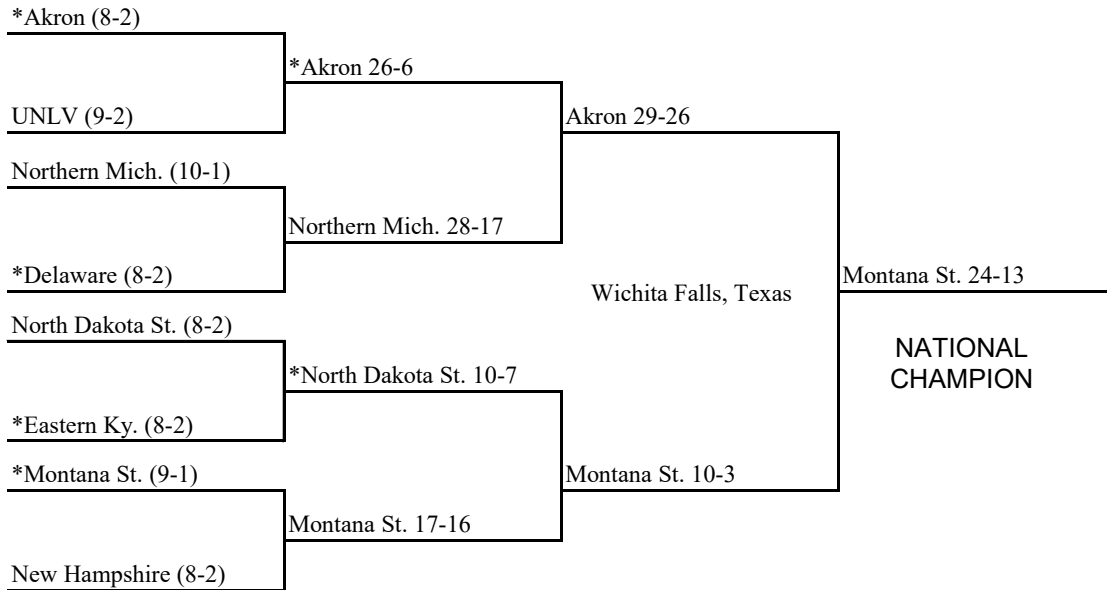 *Akron (8-2)
*Akron 26-6
UNLV (9-2)
Akron 29-26
Northern Mich. (10-1)
Northern Mich. 28-17
*Delaware (8-2)
Wichita Falls, Texas
Montana St. 24-13
North Dakota St. (8-2)
NATIONAL
CHAMPION
*North Dakota St. 10-7
*Eastern Ky. (8-2)
*Montana St. (9-1)
Montana St. 10-3
Montana St. 17-16
New Hampshire (8-2)